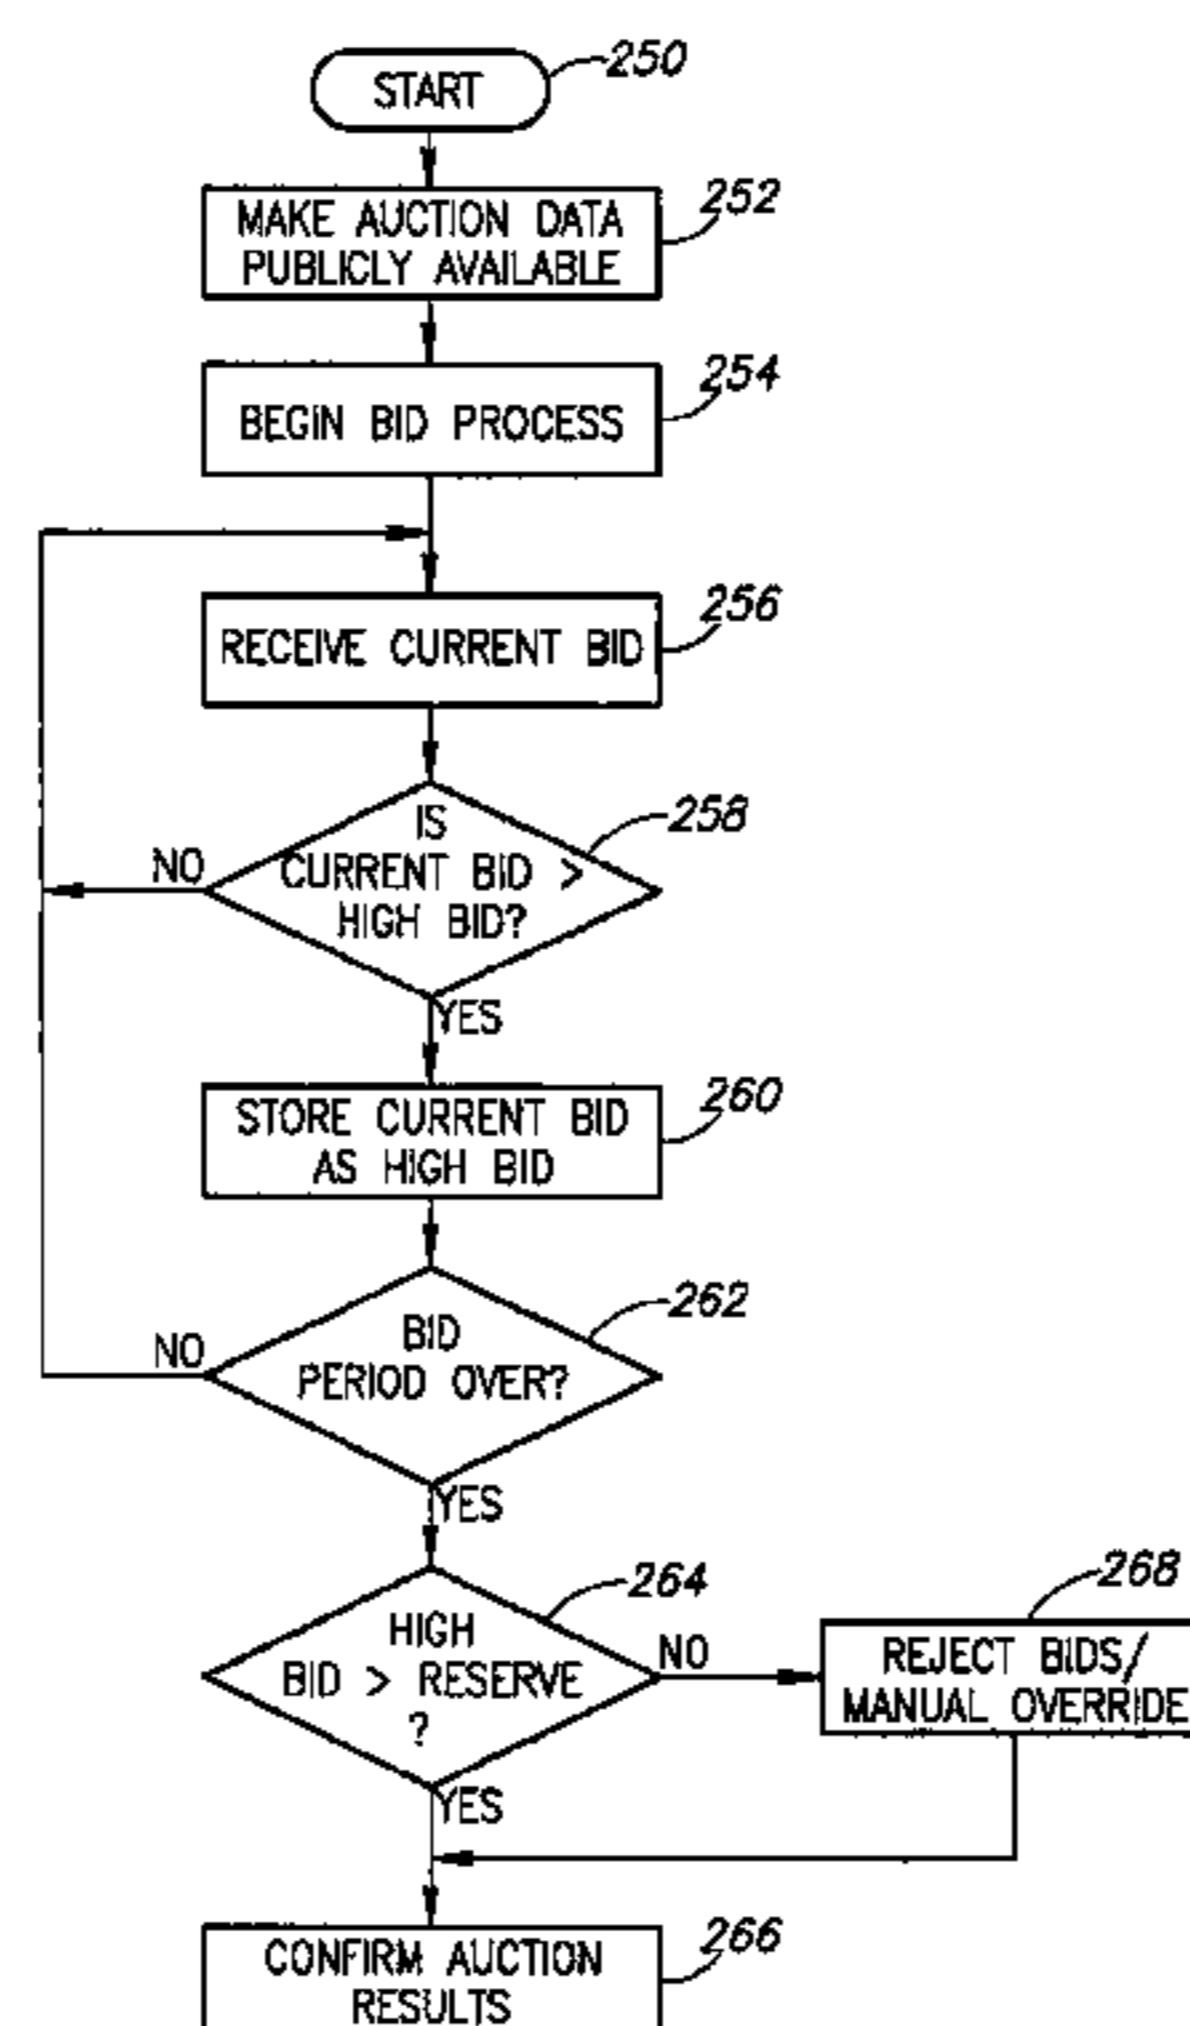 START
250
MAKE AUCTION DATA
PUBLICLY AVAILABLE
252
BEGIN BID PROCESS
254
RECEIVE CURRENT BID
256
IS
CURRENT BID >
HIGH BID?
258
NO
YES
STORE CURRENT BID
AS HIGH BID
260
BID
PERIOD OVER?
262
NO
YES
HIGH
BID > RESERVE
?
264
NO
REJECT BIDS/
MANUAL OVERRIDE
268
YES
CONFIRM AUCTION
RESULTS
266